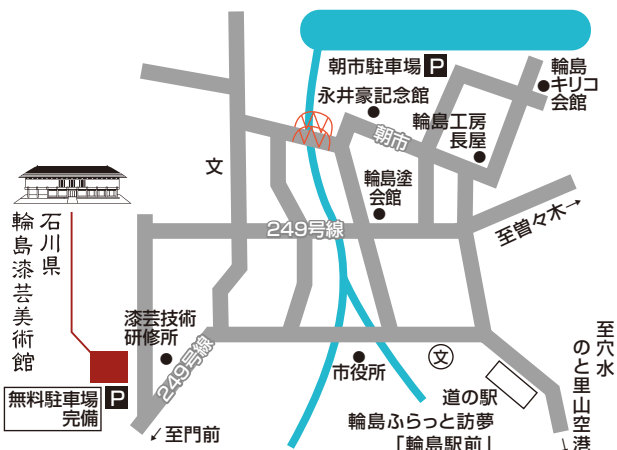 朝市駐車場 P
輪島
キリコ
会館
永井豪記念館
輪島工房
長屋
朝市
文
輪島塗
会館
249号線
至曽々木→
石川県
輪島漆芸美術館
漆芸技術
研修所
249号線
市役所
文
無料駐車場
完備
P
↙至門前
道の駅
輪島ふらっと訪夢
「輪島駅前」
至穴水
のと里山空港
↓